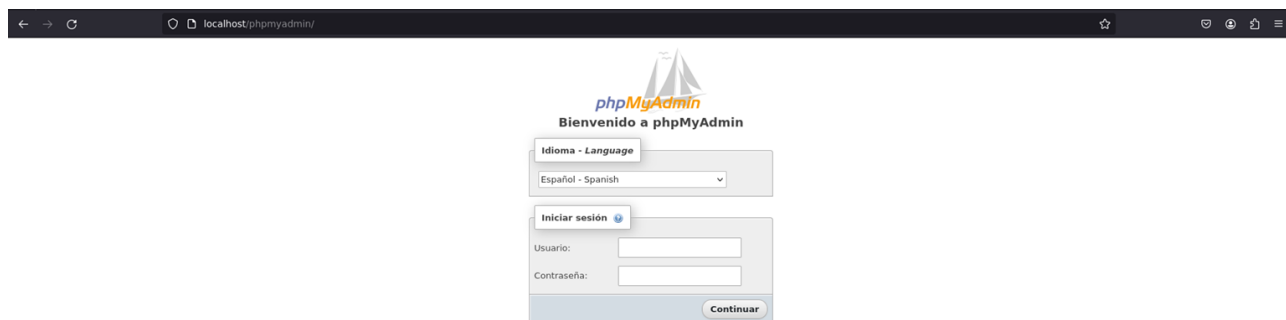 localhost/phpmyadmin/
phpMyAdmin
Bienvenido a phpMyAdmin
Idioma - Language
Español - Spanish
Iniciar sesión
Usuario:
Contraseña:
Continuar